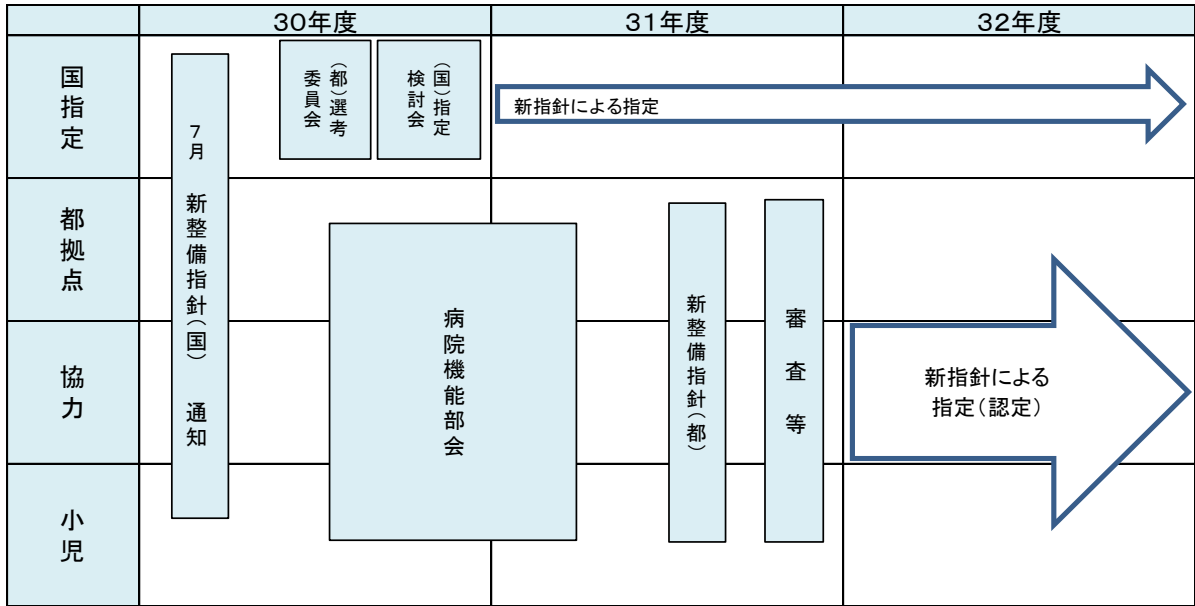 30年度
31年度
32年度
国指定
都拠点
協力
小児
7月 新整備指針(国) 通知
(都)選考
委員会
(国)指定
検討会
新指針による指定
病院機能部会
新整備指針(都)
審査等
新指針による
指定(認定)